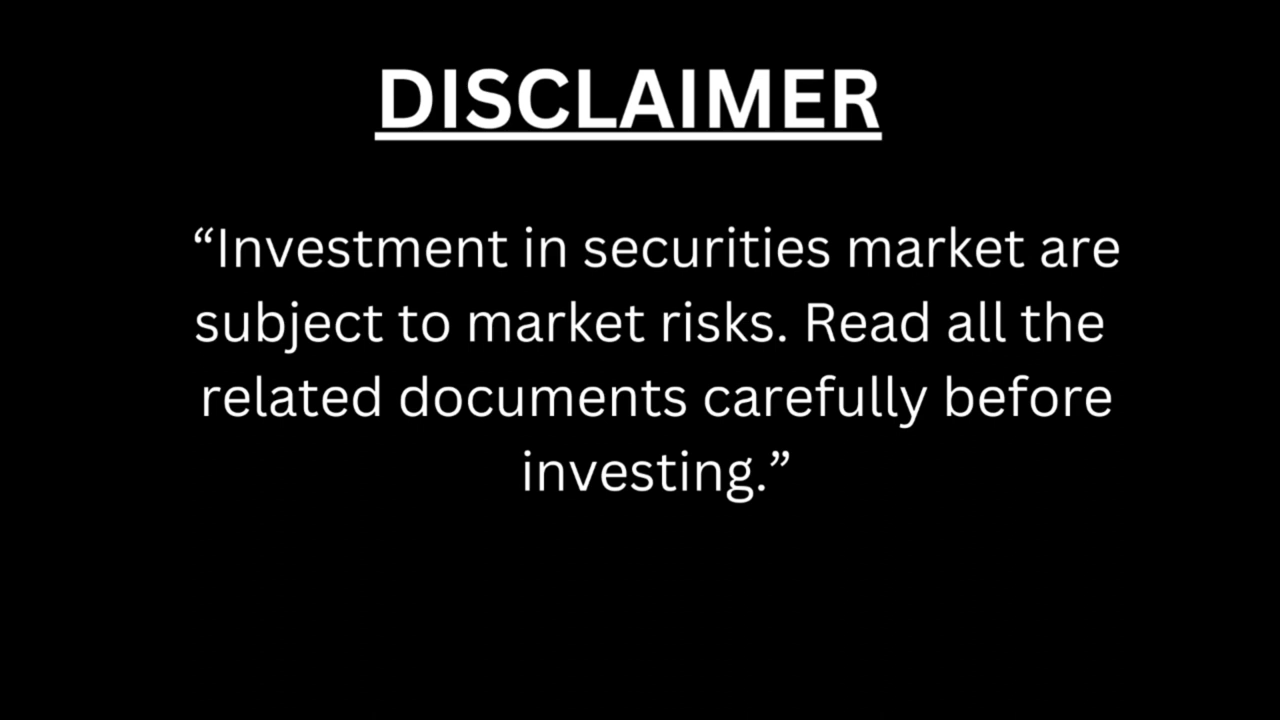 DISCLAIMER
“Investment in securities market are
subject to market risks. Read all the
related documents carefully before
investing.”